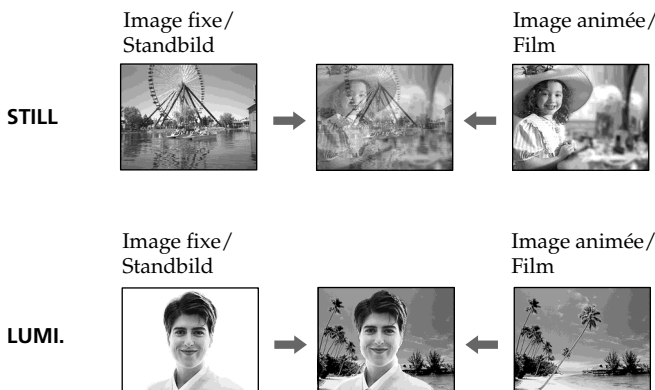 Image fixe/
Standbild
Image animée/
Film
STILL
Image fixe/
Standbild
Image animée/
Film
LUMI.